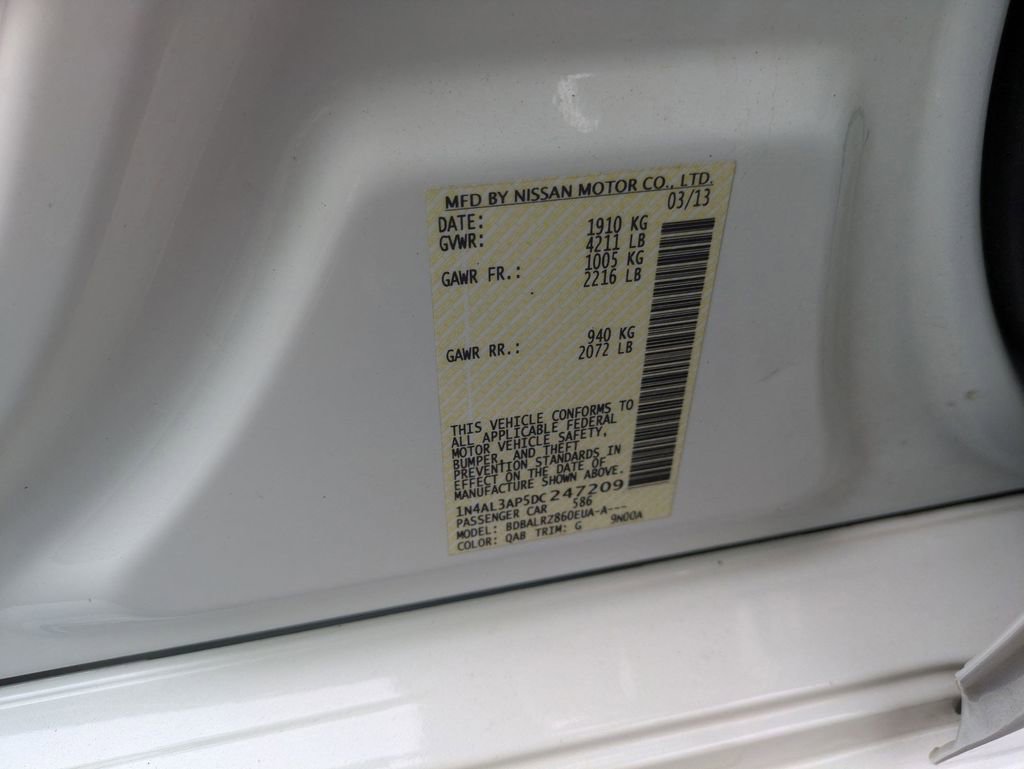 MFD BY NISSAN MOTOR CO., LTD.
DATE: 03/13
GVWR: 1910 KG
4211 LB
GAWR FR.: 1005 KG
2216 LB
GAWR RR.: 940 KG
2072 LB
THIS VEHICLE CONFORMS TO
ALL APPLICABLE FEDERAL
MOTOR VEHICLE SAFETY,
BUMPER, AND THEFT
PREVENTION STANDARDS IN
EFFECT ON THE DATE OF
MANUFACTURE SHOWN ABOVE.
1N4AL3AP5DC247209
PASSENGER CAR 586
MODEL: BDBALRZ860EUA-A---
COLOR: QAB TRIM: G 9N00A